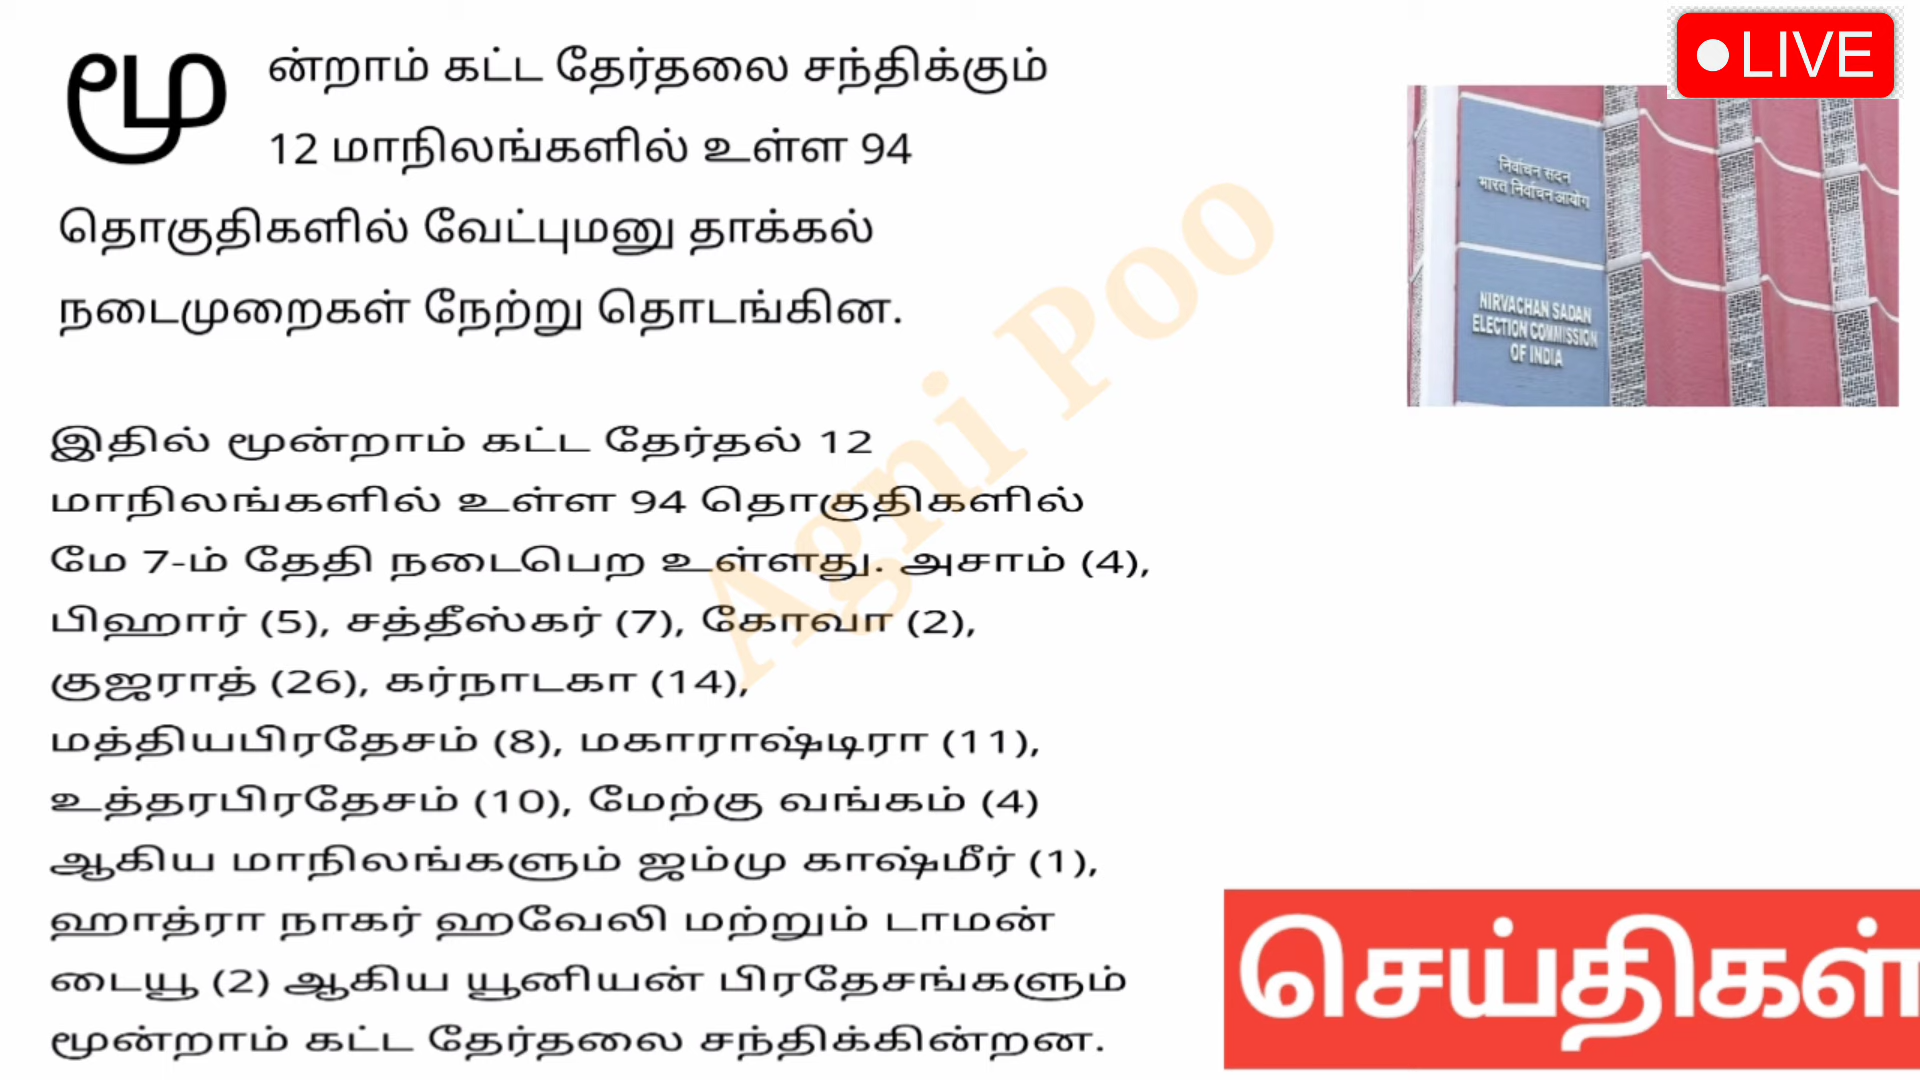 மூன்றாம் கட்ட தேர்தலை சந்திக்கும்
12 மாநிலங்களில் உள்ள 94
தொகுதிகளில் வேட்புமனு தாக்கல்
நடைமுறைகள் நேற்று தொடங்கின.
இதில் மூன்றாம் கட்ட தேர்தல் 12
மாநிலங்களில் உள்ள 94 தொகுதிகளில்
மே 7-ம் தேதி நடைபெற உள்ளது. அசாம் (4),
பிஹார் (5), சத்தீஸ்கர் (7), கோவா (2),
குஜராத் (26), கர்நாடகா (14),
மத்தியபிரதேசம் (8), மகாராஷ்டிரா (11),
உத்தரபிரதேசம் (10), மேற்கு வங்கம் (4)
ஆகிய மாநிலங்களும் ஜம்மு காஷ்மீர் (1),
ஹாத்ரா நாகர் ஹவேலி மற்றும் டாமன்
டையூ (2) ஆகிய யூனியன் பிரதேசங்களும்
மூன்றாம் கட்ட தேர்தலை சந்திக்கின்றன.
Agni Poo
LIVE
निर्वाचन सदन
भारत निर्वाचन आयोग
NIRVACHAN SADAN
ELECTION COMMISSION
OF INDIA
செய்திகள்